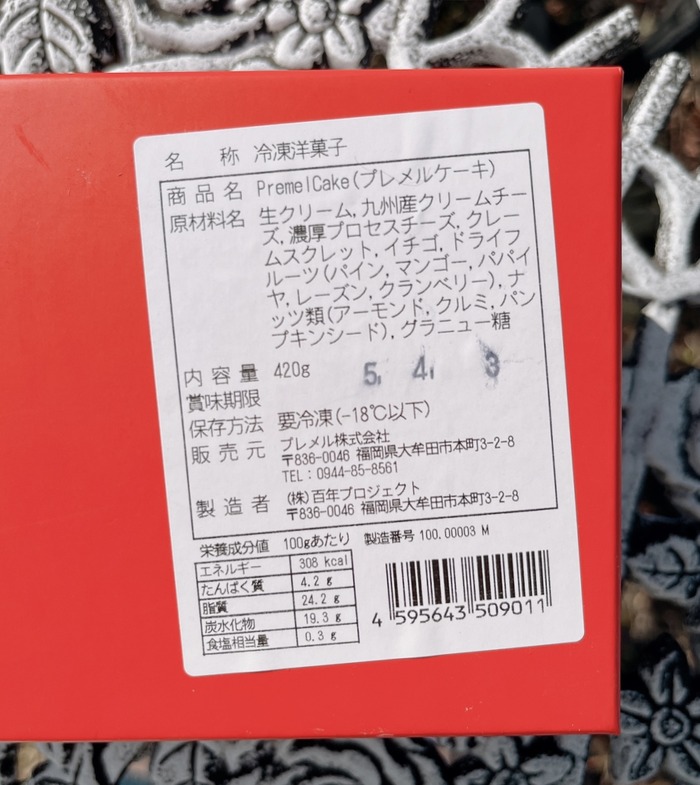 名 称 冷凍洋菓子
商品名 PremelCake(プレメルケーキ)
原材料名 生クリーム, 九州産クリームチー
ズ, 濃厚プロセスチーズ, クレー
ムスクレット, イチゴ, ドライフ
ルーツ(パイン, マンゴー, パパイ
ヤ, レーズン, クランベリー), ナ
ッツ類(アーモンド, クルミ, パン
プキンシード), グラニュー糖
内容量 420g
賞味期限 5, 4, 3
保存方法 要冷凍(-18℃以下)
販売元 プレメル株式会社
〒836-0046 福岡県大牟田市本町3-2-8
TEL:0944-85-8561
製造者 (株)百年プロジェクト
〒836-0046 福岡県大牟田市本町3-2-8
栄養成分値 100gあたり 製造番号 100.00003 M
エネルギー 308 kcal
たんぱく質 4.2 g
脂質 24.2 g
炭水化物 19.3 g
食塩相当量 0.3 g
4 595643 509011